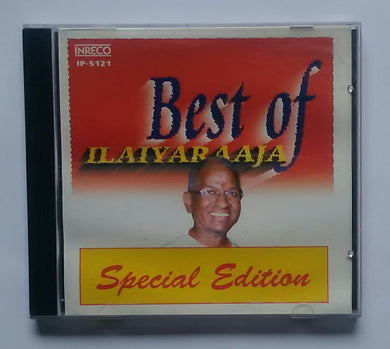 INRECO
IP-5121
Best of
ILAIYARAAJA
Special Edition